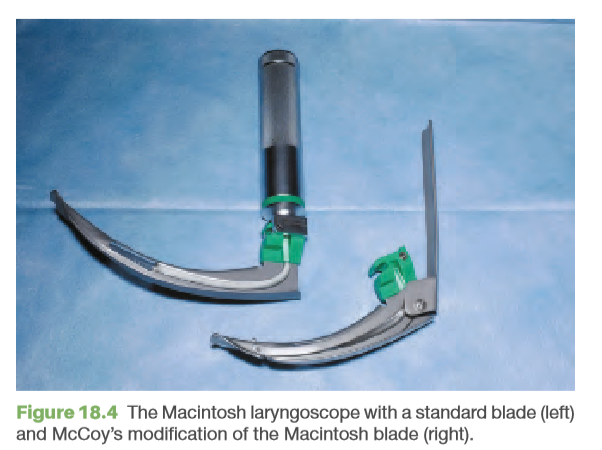 Figure 18.4 The Macintosh laryngoscope with a standard blade (left)
and McCoy's modification of the Macintosh blade (right).